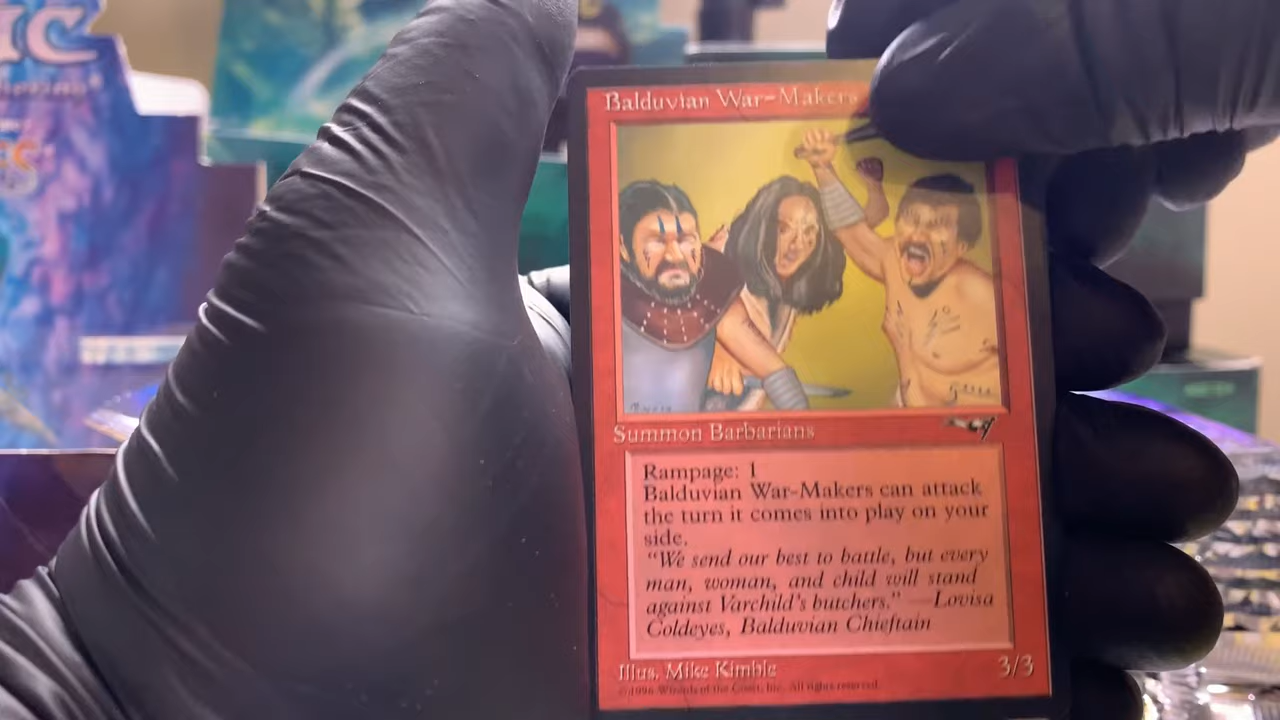 Balduvian War-Makers
Summon Barbarians
Rampage: 1
Balduvian War-Makers can attack
the turn it comes into play on your
side.
“We send our best to battle, but every
man, woman, and child will stand
against Varchild's butchers.” —Lovisa
Coldeyes, Balduvian Chieftain
Illus. Mike Kimble
3/3
© 1996 Wizards of the Coast, Inc. All rights reserved.